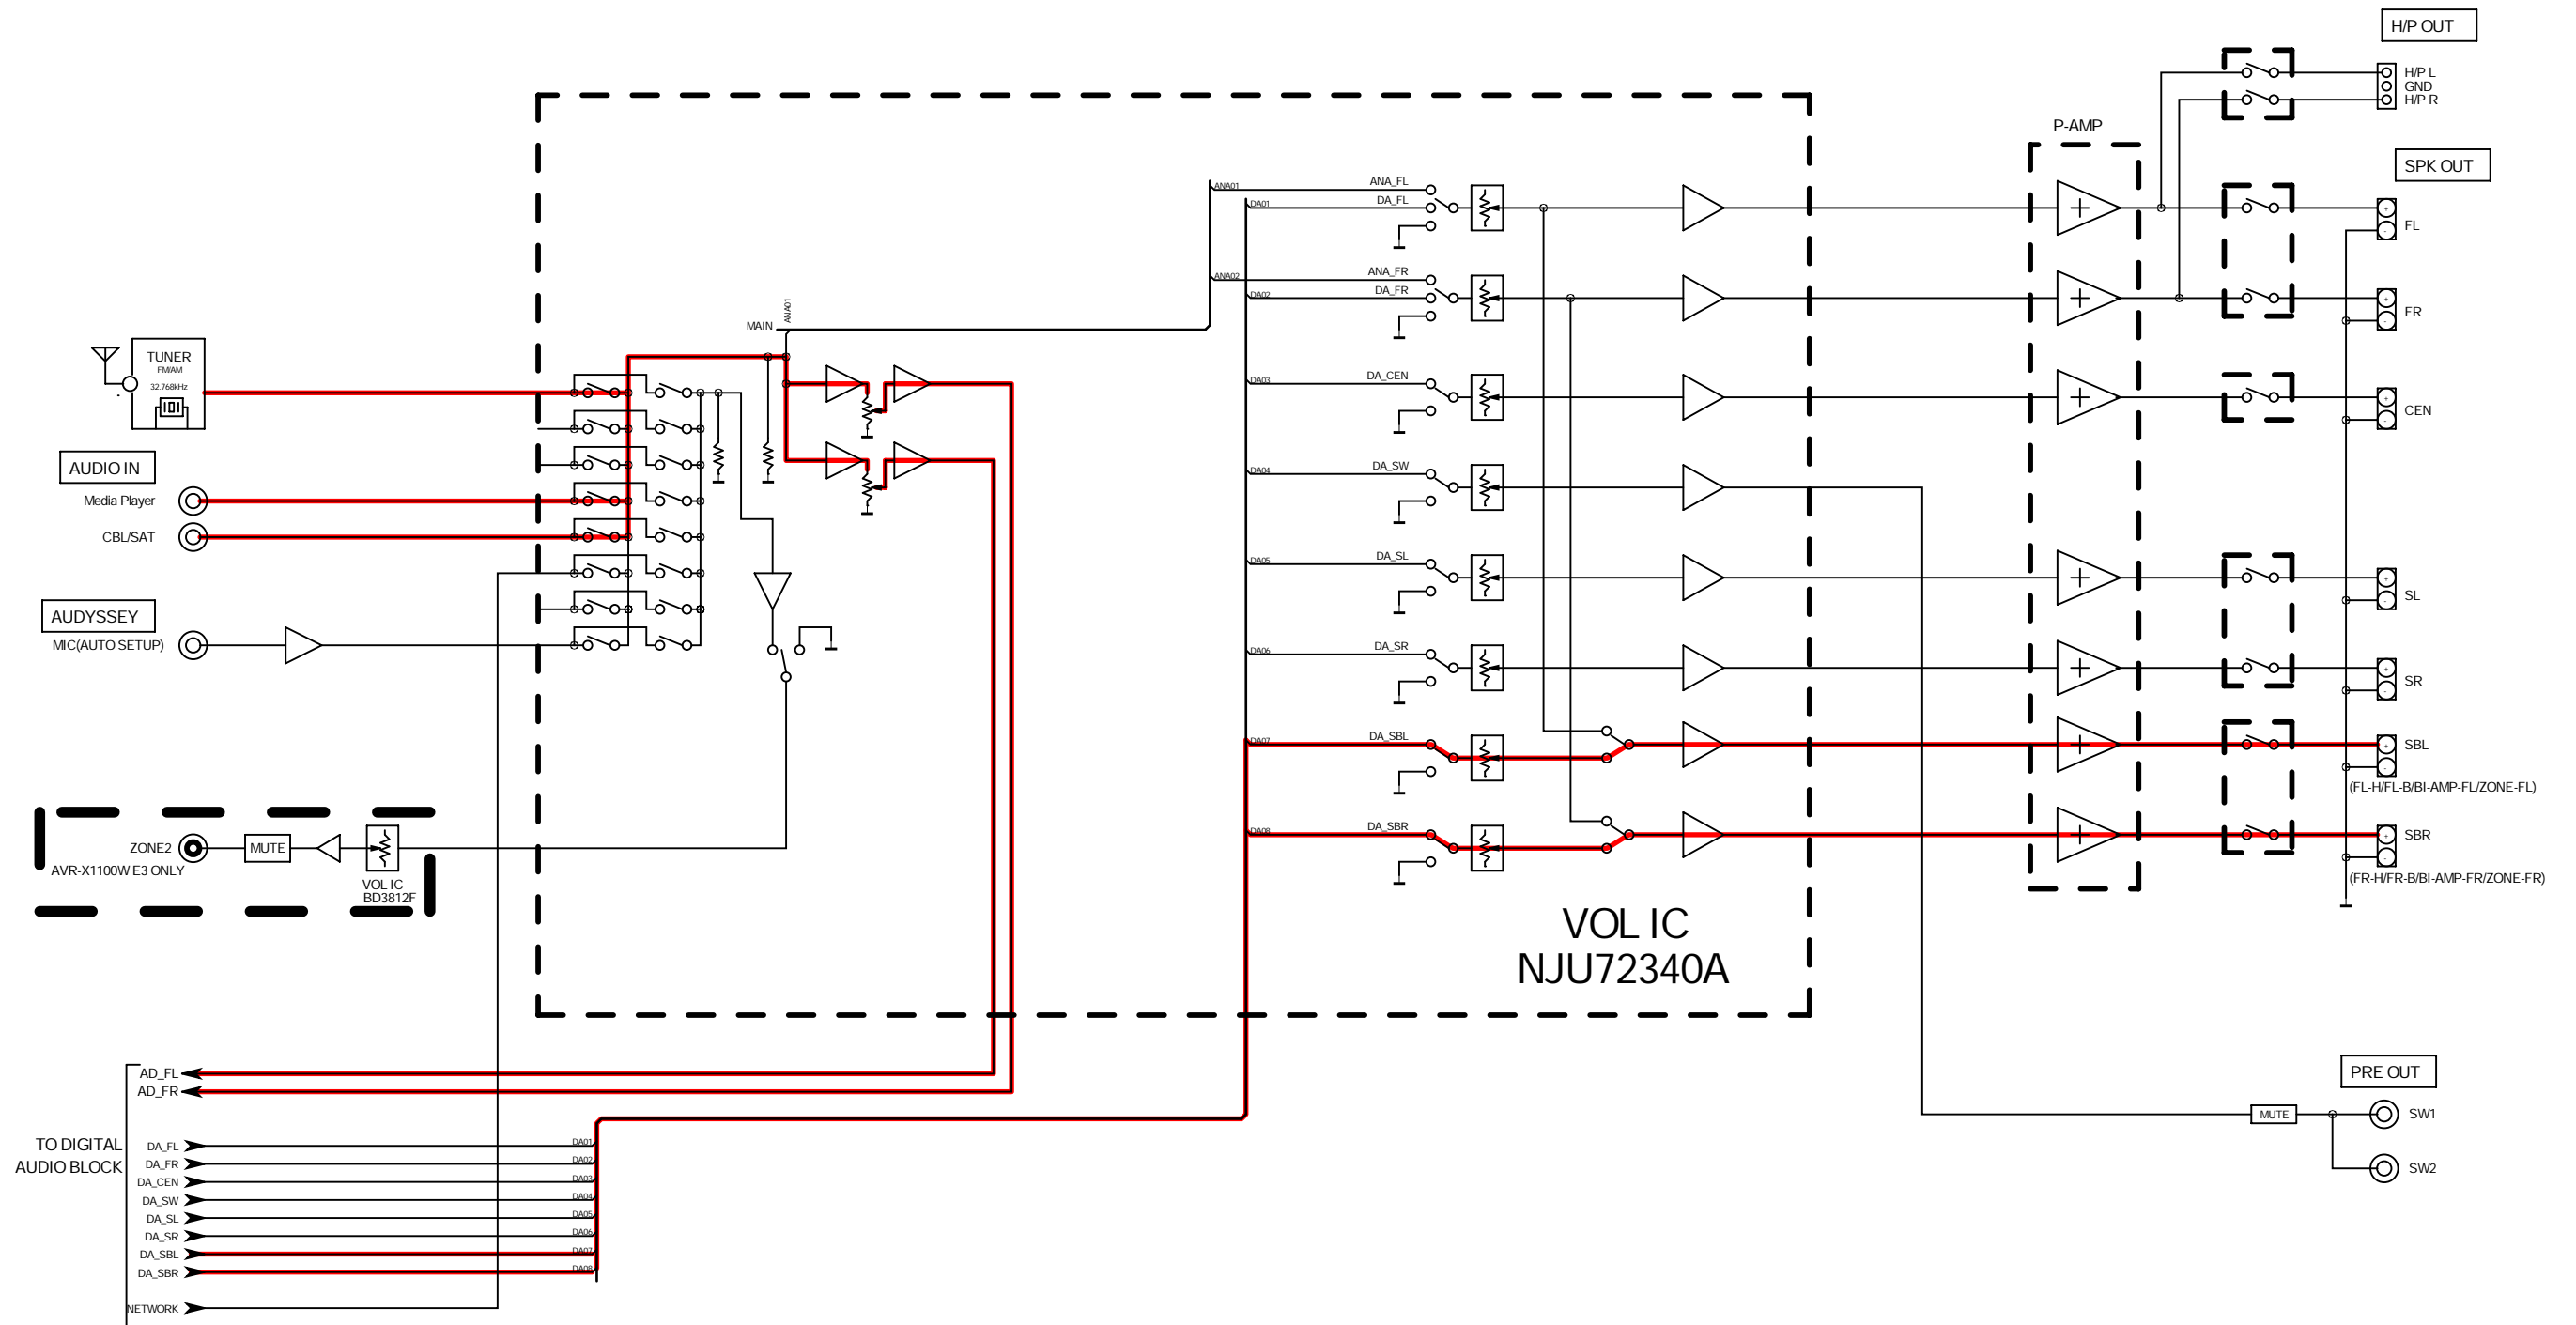 H/P OUT
H/P L
GND
H/P R
P-AMP
SPK OUT
ANA01
ANA_FL
DA01
DA_FL
FL
ANA02
ANA_FR
DA02
DA_FR
FR
MAIN
ANA01
TUNER
FM/AM
32.768kHz
DA03
DA_CEN
CEN
AUDIO IN
Media Player
CBL/SAT
DA04
DA_SW
DA05
DA_SL
SL
AUDYSSEY
MIC(AUTO SETUP)
DA06
DA_SR
SR
DA07
DA_SBL
SBL
(FL-H/FL-B/BI-AMP-FL/ZONE-FL)
DA08
DA_SBR
SBR
(FR-H/FR-B/BI-AMP-FR/ZONE-FR)
ZONE2
MUTE
AVR-X1100W E3 ONLY
VOL IC
BD3812F
VOL IC
NJU72340A
AD_FL
AD_FR
PRE OUT
MUTE
SW1
SW2
TO DIGITAL
AUDIO BLOCK
DA_FL
DA01
DA_FR
DA02
DA_CEN
DA03
DA_SW
DA04
DA_SL
DA05
DA_SR
DA06
DA_SBL
DA07
DA_SBR
DA08
NETWORK